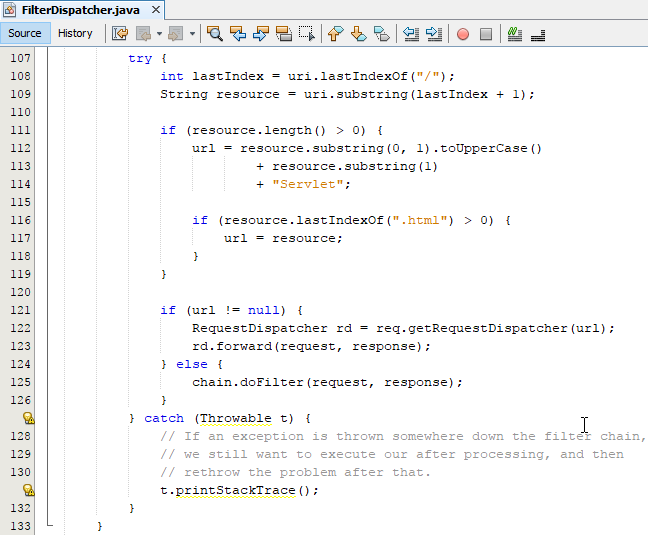 FilterDispatcher.java
Source History
107 try {
108 int lastIndex = uri.lastIndexOf("/");
109 String resource = uri.substring(lastIndex + 1);
110
111 if (resource.length() > 0) {
112 url = resource.substring(0, 1).toUpperCase()
113 + resource.substring(1)
114 + "Servlet";
115
116 if (resource.lastIndexOf(".html") > 0) {
117 url = resource;
118 }
119 }
120
121 if (url != null) {
122 RequestDispatcher rd = req.getRequestDispatcher(url);
123 rd.forward(request, response);
124 } else {
125 chain.doFilter(request, response);
126 }
} catch (Throwable t) {
128 // If an exception is thrown somewhere down the filter chain,
129 // we still want to execute our after processing, and then
130 // rethrow the problem after that.
t.printStackTrace();
132 }
133 }